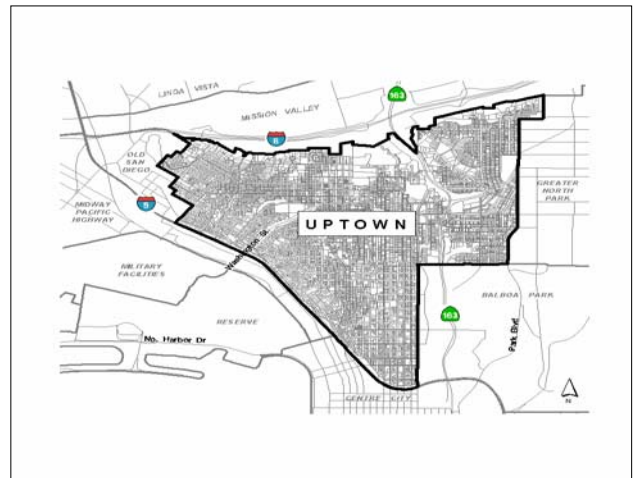 LINDA VISTA
163
MISSION VALLEY
8
OLD
SAN
DIEGO
GREATER
NORTH
PARK
5
MIDWAY
PACIFIC
HIGHWAY
UPTOWN
Washington St
MILITARY
FACILITIES
BALBOA PARK
163
RESERVE
No. Harbor Dr
Park Blvd
CENTRE CITY
N